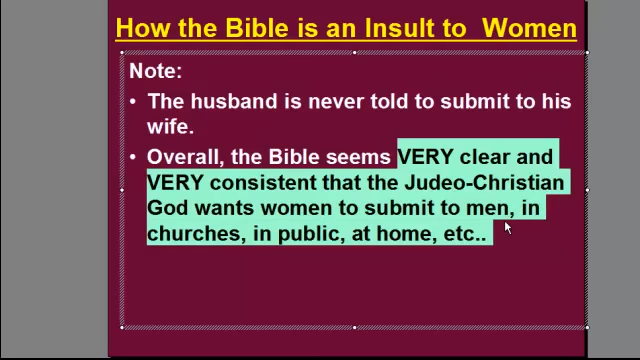 How the Bible is an Insult to  Women
Note:
• The husband is never told to submit to his
wife.
• Overall, the Bible seems VERY clear and
VERY consistent that the Judeo-Christian
God wants women to submit to men, in
churches, in public, at home, etc..